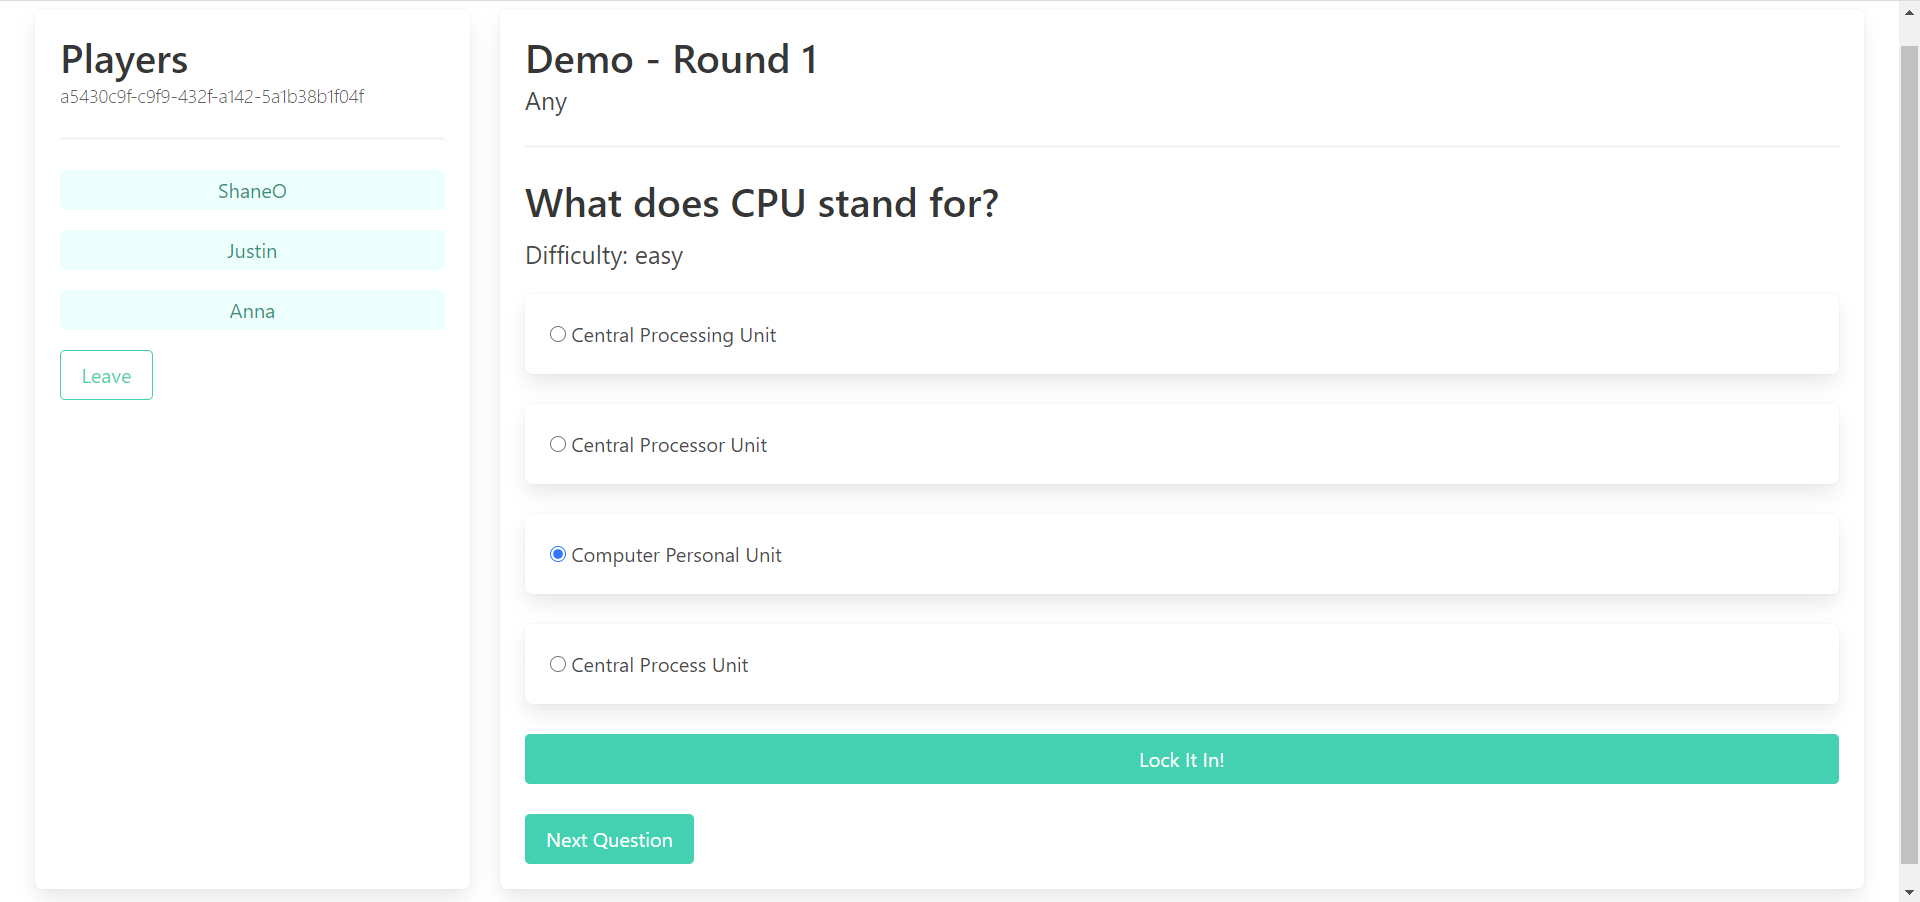 Players
a5430c9f-c9f9-432f-a142-5a1b38b1f04f
ShaneO
Justin
Anna
Leave
Demo - Round 1
Any
What does CPU stand for?
Difficulty: easy
Central Processing Unit
Central Processor Unit
Computer Personal Unit
Central Process Unit
Lock It In!
Next Question